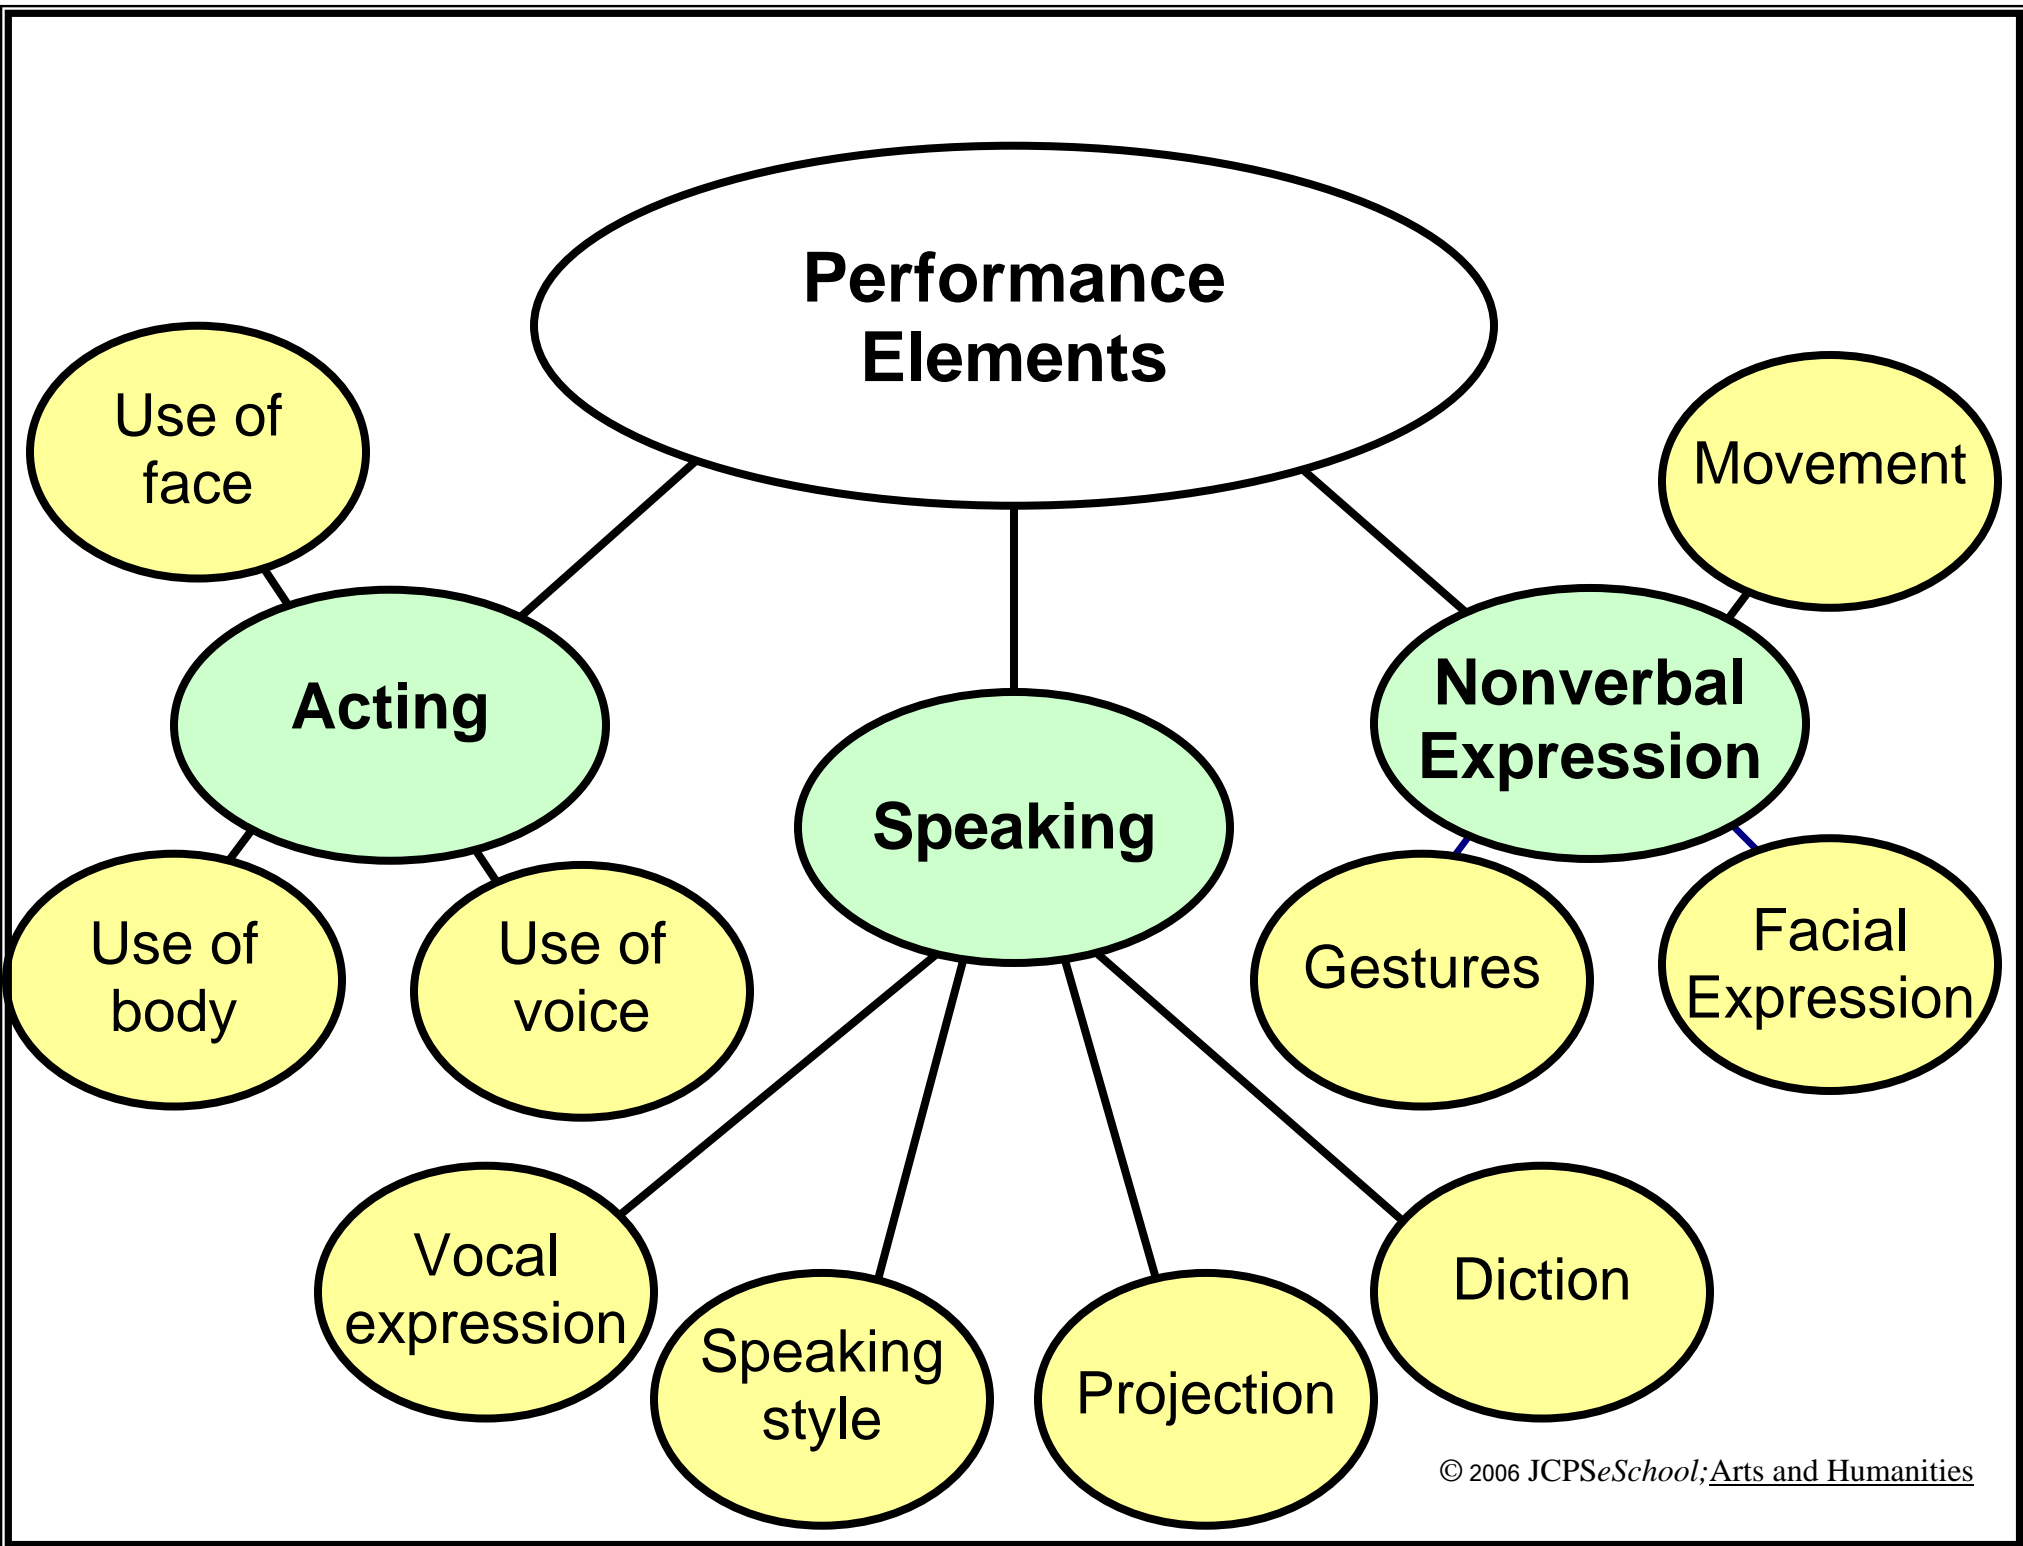 Performance
Elements
Use of
face
Movement
Acting
Nonverbal
Expression
Speaking
Use of
body
Use of
voice
Gestures
Facial
Expression
Vocal
expression
Speaking
style
Projection
Diction
© 2006 JCPSeSchool;Arts and Humanities